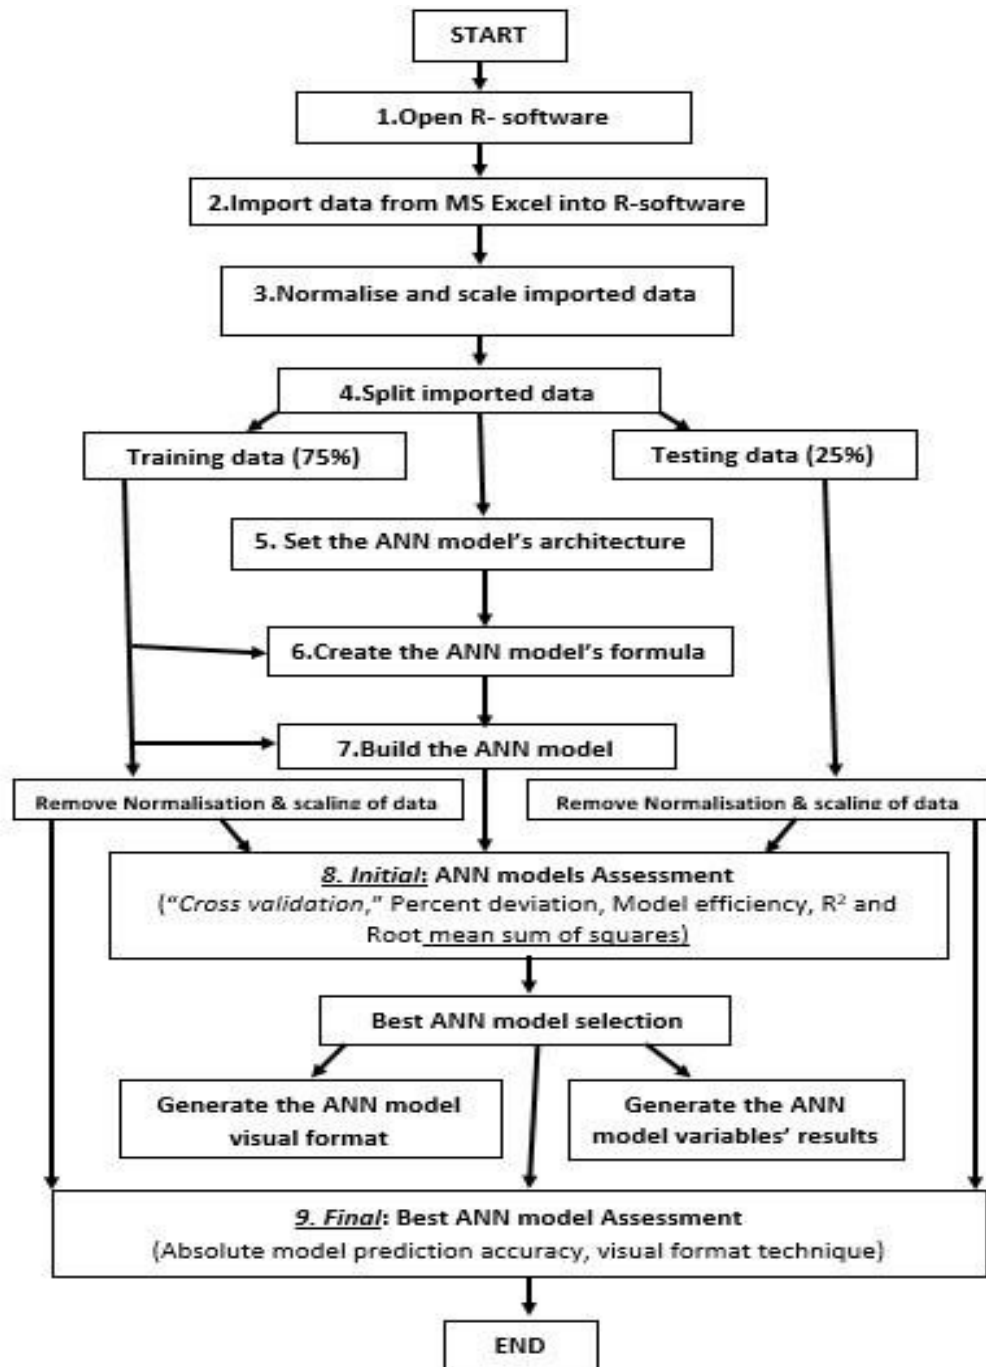 START
1.Open R- software
2.Import data from MS Excel into R-software
3.Normalise and scale imported data
4.Split imported data
Training data (75%)
Testing data (25%)
5. Set the ANN model’s architecture
6.Create the ANN model’s formula
7.Build the ANN model
Remove Normalisation & scaling of data
Remove Normalisation & scaling of data
8. Initial: ANN models Assessment
(“Cross validation,” Percent deviation, Model efficiency, R² and
Root mean sum of squares)
Best ANN model selection
Generate the ANN model
visual format
Generate the ANN
model variables’ results
9. Final: Best ANN model Assessment
(Absolute model prediction accuracy, visual format technique)
END